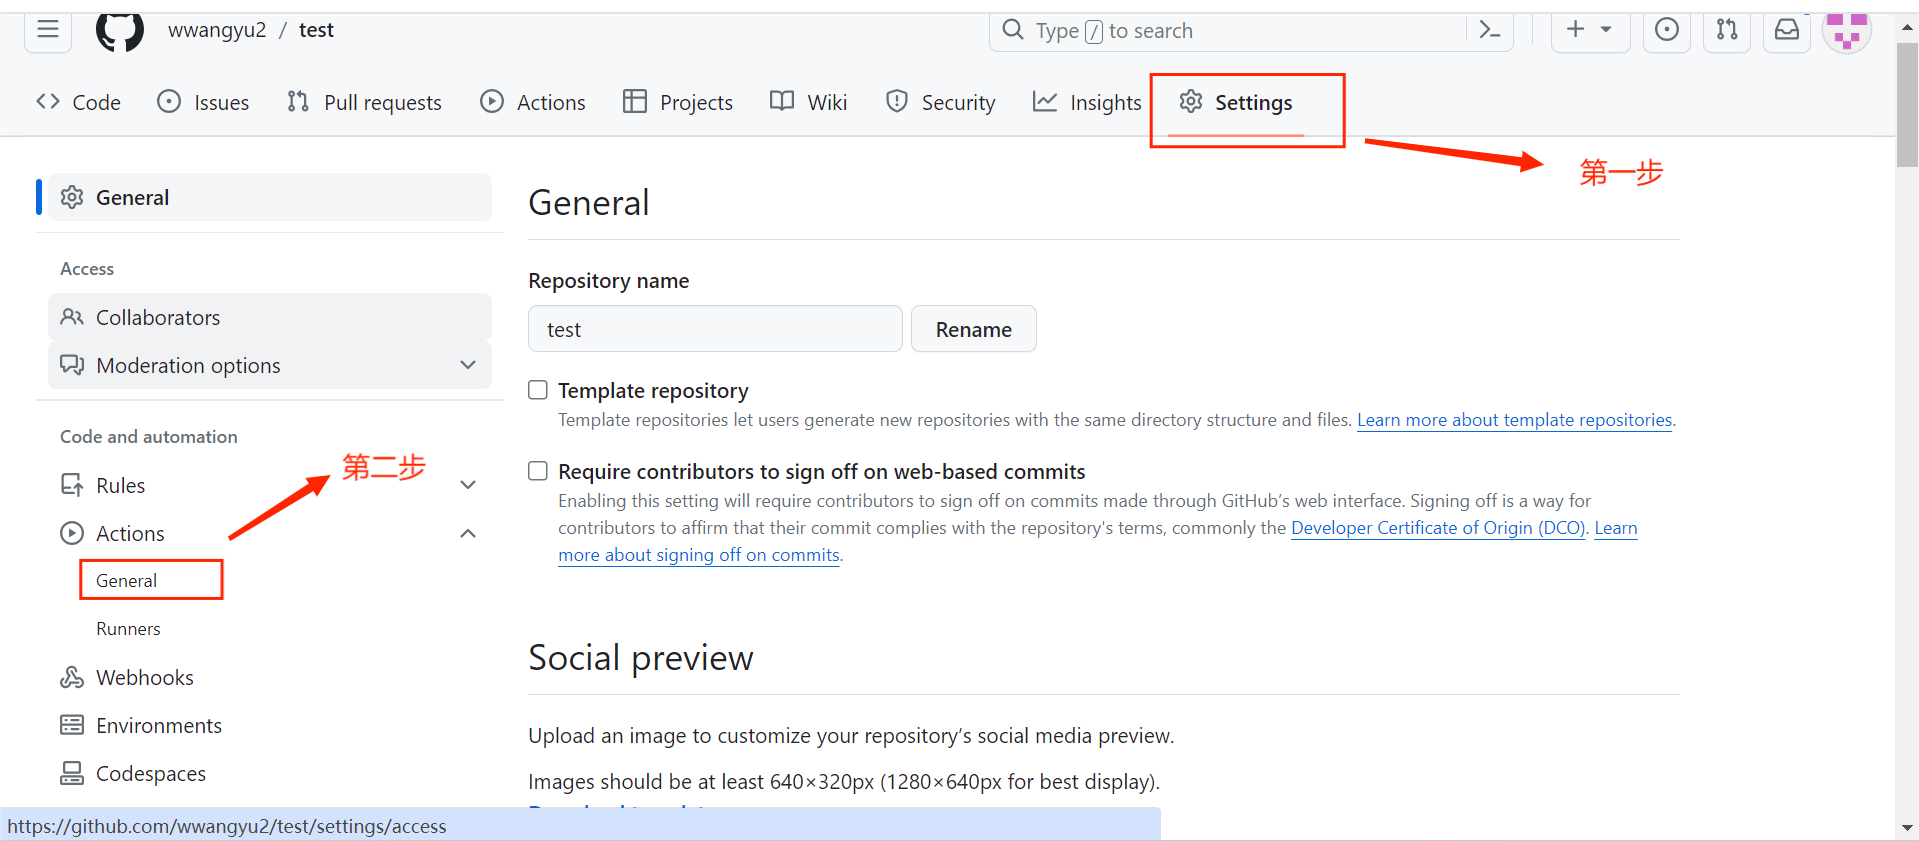 wwangyu2 / test
Type / to search
Code Issues Pull requests Actions Projects Wiki Security Insights Settings
第一步
General
Access
Collaborators
Moderation options
Code and automation
第二步
Rules
Actions
General
Runners
Webhooks
Environments
Codespaces
General
Repository name
test Rename
Template repository
Template repositories let users generate new repositories with the same directory structure and files. Learn more about template repositories.
Require contributors to sign off on web-based commits
Enabling this setting will require contributors to sign off on commits made through GitHub’s web interface. Signing off is a way for
contributors to affirm that their commit complies with the repository's terms, commonly the Developer Certificate of Origin (DCO). Learn
more about signing off on commits.
Social preview
Upload an image to customize your repository’s social media preview.
Images should be at least 640×320px (1280×640px for best display).
https://github.com/wwangyu2/test/settings/access